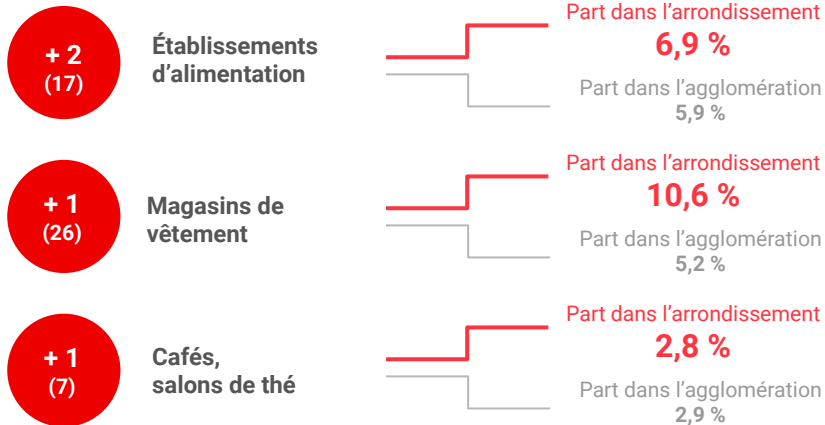 + 2
(17)
Établissements
d'alimentation
Part dans l'arrondissement
6,9 %
Part dans l'agglomération
5,9 %
+ 1
(26)
Magasins de
vêtement
Part dans l'arrondissement
10,6 %
Part dans l'agglomération
5,2 %
+ 1
(7)
Cafés,
salons de thé
Part dans l'arrondissement
2,8 %
Part dans l'agglomération
2,9 %